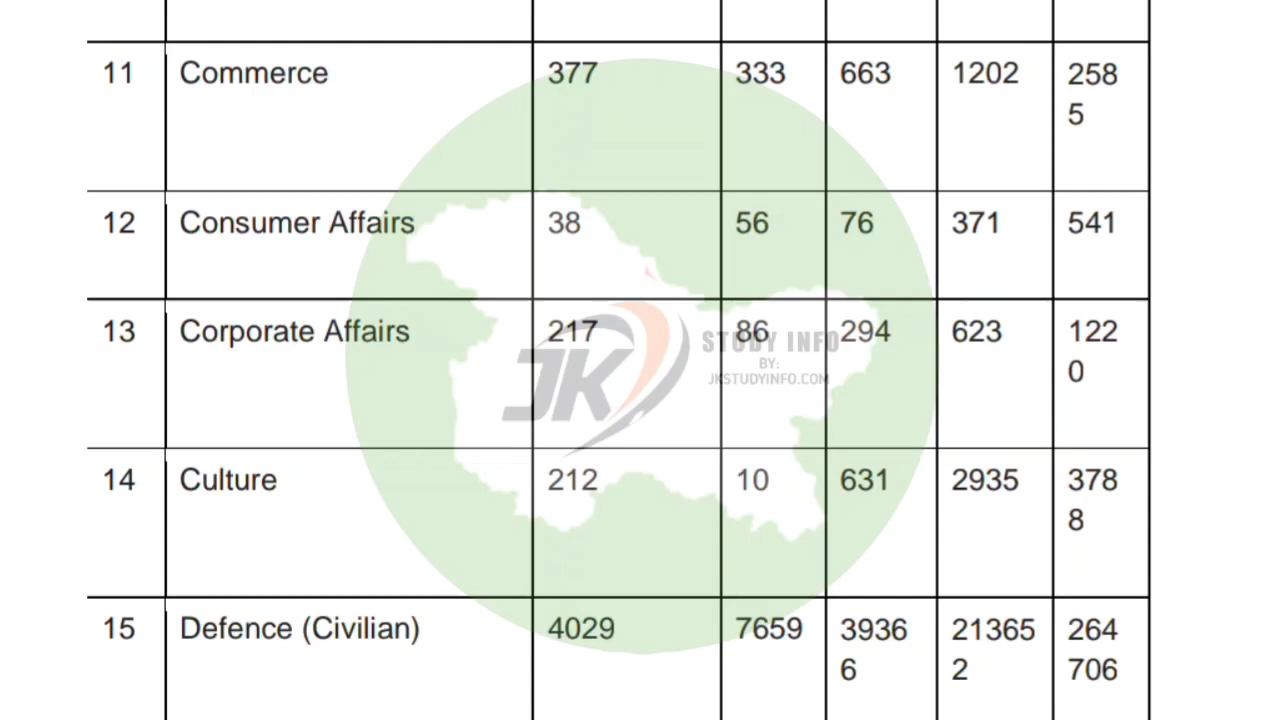 11 Commerce 377 333 663 1202 258
5
12 Consumer Affairs 38 56 76 371 541
13 Corporate Affairs 217 86 294 623 122
0
JK STUDY INFO
BY:
JKSTUDYINFO.COM
14 Culture 212 10 631 2935 378
8
15 Defence (Civilian) 4029 7659 3936 21365 264
6 2 706